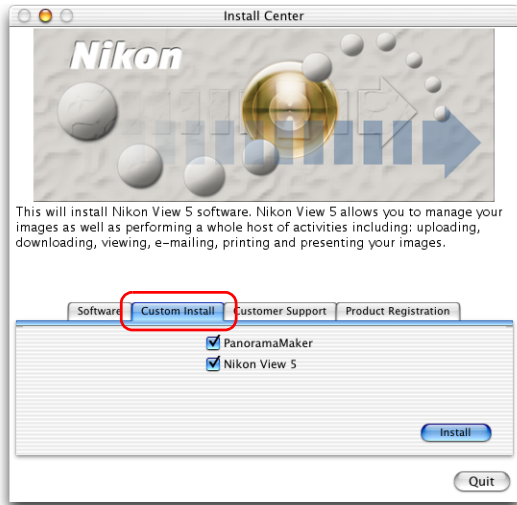 Install Center
Nikon
This will install Nikon View 5 software. Nikon View 5 allows you to manage your
images as well as performing a whole host of activities including: uploading,
downloading, viewing, e-mailing, printing and presenting your images.
Software Custom Install Customer Support Product Registration
PanoramaMaker
Nikon View 5
Install
Quit